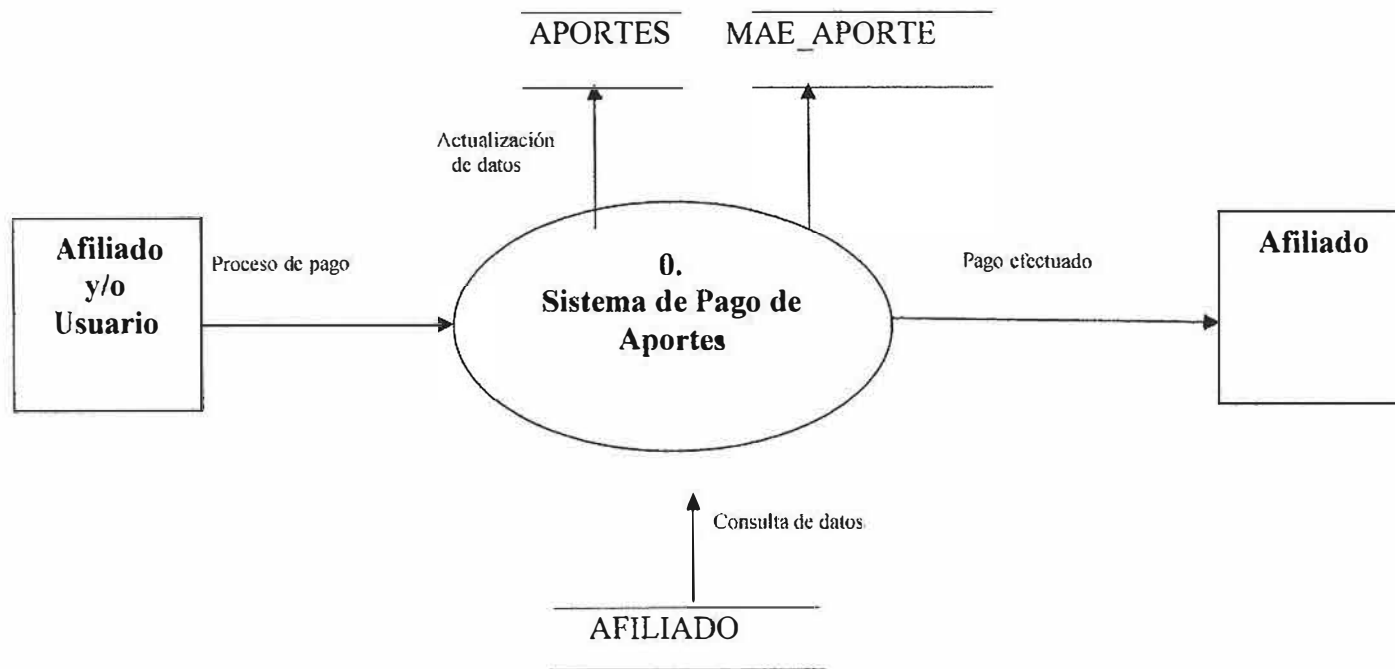 APORTES MAE_APORTE
Actualización
de datos
Afiliado
y/o
Usuario
Proceso de pago
0.
Sistema de Pago de
Aportes
Pago efectuado
Afiliado
Consulta de datos
AFILIADO